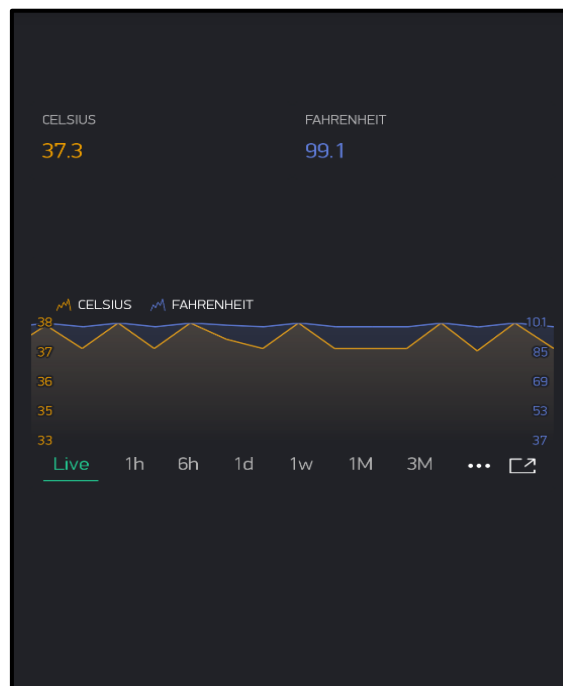 CELSIUS FAHRENHEIT
37.3 99.1
CELSIUS FAHRENHEIT
38 101
37 85
36 69
35 53
33 37
Live 1h 6h 1d 1w 1M 3M •••